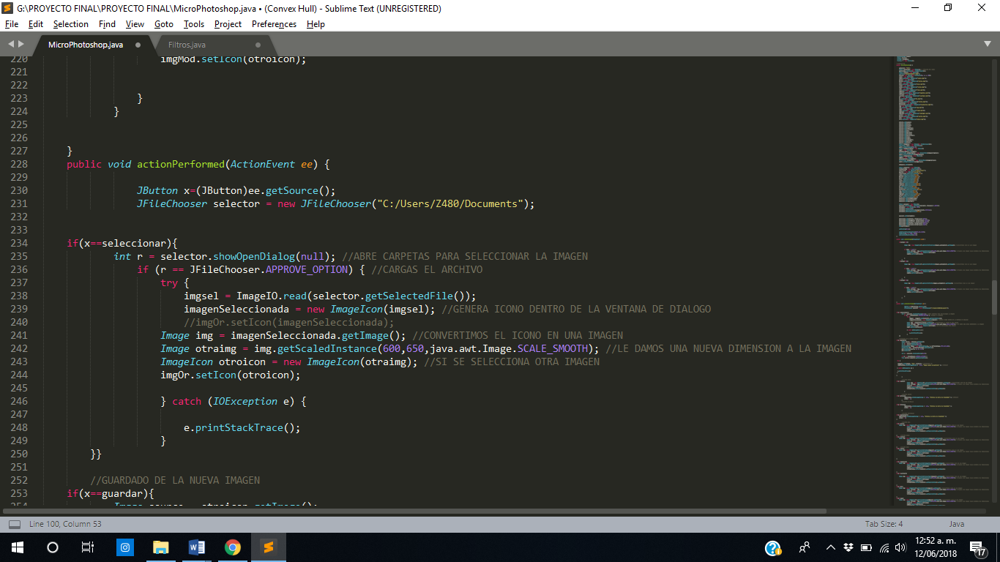 G:\PROYECTO FINAL\PROYECTO FINAL\MicroPhotoshop.java • (Convex Hull) - Sublime Text (UNREGISTERED)
File Edit Selection Find View Goto Tools Project Preferences Help
MicroPhotoshop.java Filtros.java
220 imgMod.setIcon(otroicon);
221
222
223 }
224 }
225
226
227 }
228 public void actionPerformed(ActionEvent ee) {
229
230 JButton x=(JButton)ee.getSource();
231 JFileChooser selector = new JFileChooser("C:/Users/Z480/Documents");
232
233
234 if(x==seleccionar){
235 int r = selector.showOpenDialog(null); //ABRE CARPETAS PARA SELECCIONAR LA IMAGEN
236 if (r == JFileChooser.APPROVE_OPTION) { //CARGAS EL ARCHIVO
237 try {
238 imgsel = ImageIO.read(selector.getSelectedFile());
239 imagenSeleccionada = new ImageIcon(imgsel); //GENERA ICONO DENTRO DE LA VENTANA DE DIALOGO
240 //imgOr.setIcon(imagenSeleccionada);
241 Image img = imagenSeleccionada.getImage(); //CONVERTIMOS EL ICONO EN UNA IMAGEN
242 Image otraimg = img.getScaledInstance(600,650,java.awt.Image.SCALE_SMOOTH); //LE DAMOS UNA NUEVA DIMENSION A LA IMAGEN
243 ImageIcon otroicon = new ImageIcon(otraimg); //SI SE SELECCIONA OTRA IMAGEN
244 imgOr.setIcon(otroicon);
245
246 } catch (IOException e) {
247
248 e.printStackTrace();
249 }
250 }}
251
252 //GUARDADO DE LA NUEVA IMAGEN
253 if(x==guardar){
Line 100, Column 53 Tab Size: 4 Java
12:52 a. m.
12/06/2018
17